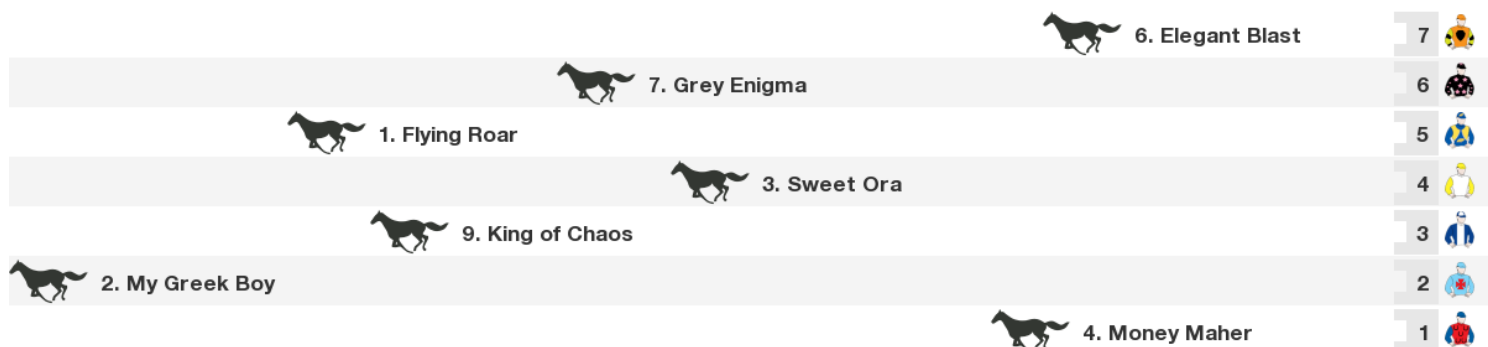 6. Elegant Blast 7
7. Grey Enigma 6
1. Flying Roar 5
3. Sweet Ora 4
9. King of Chaos 3
2. My Greek Boy 2
4. Money Maher 1